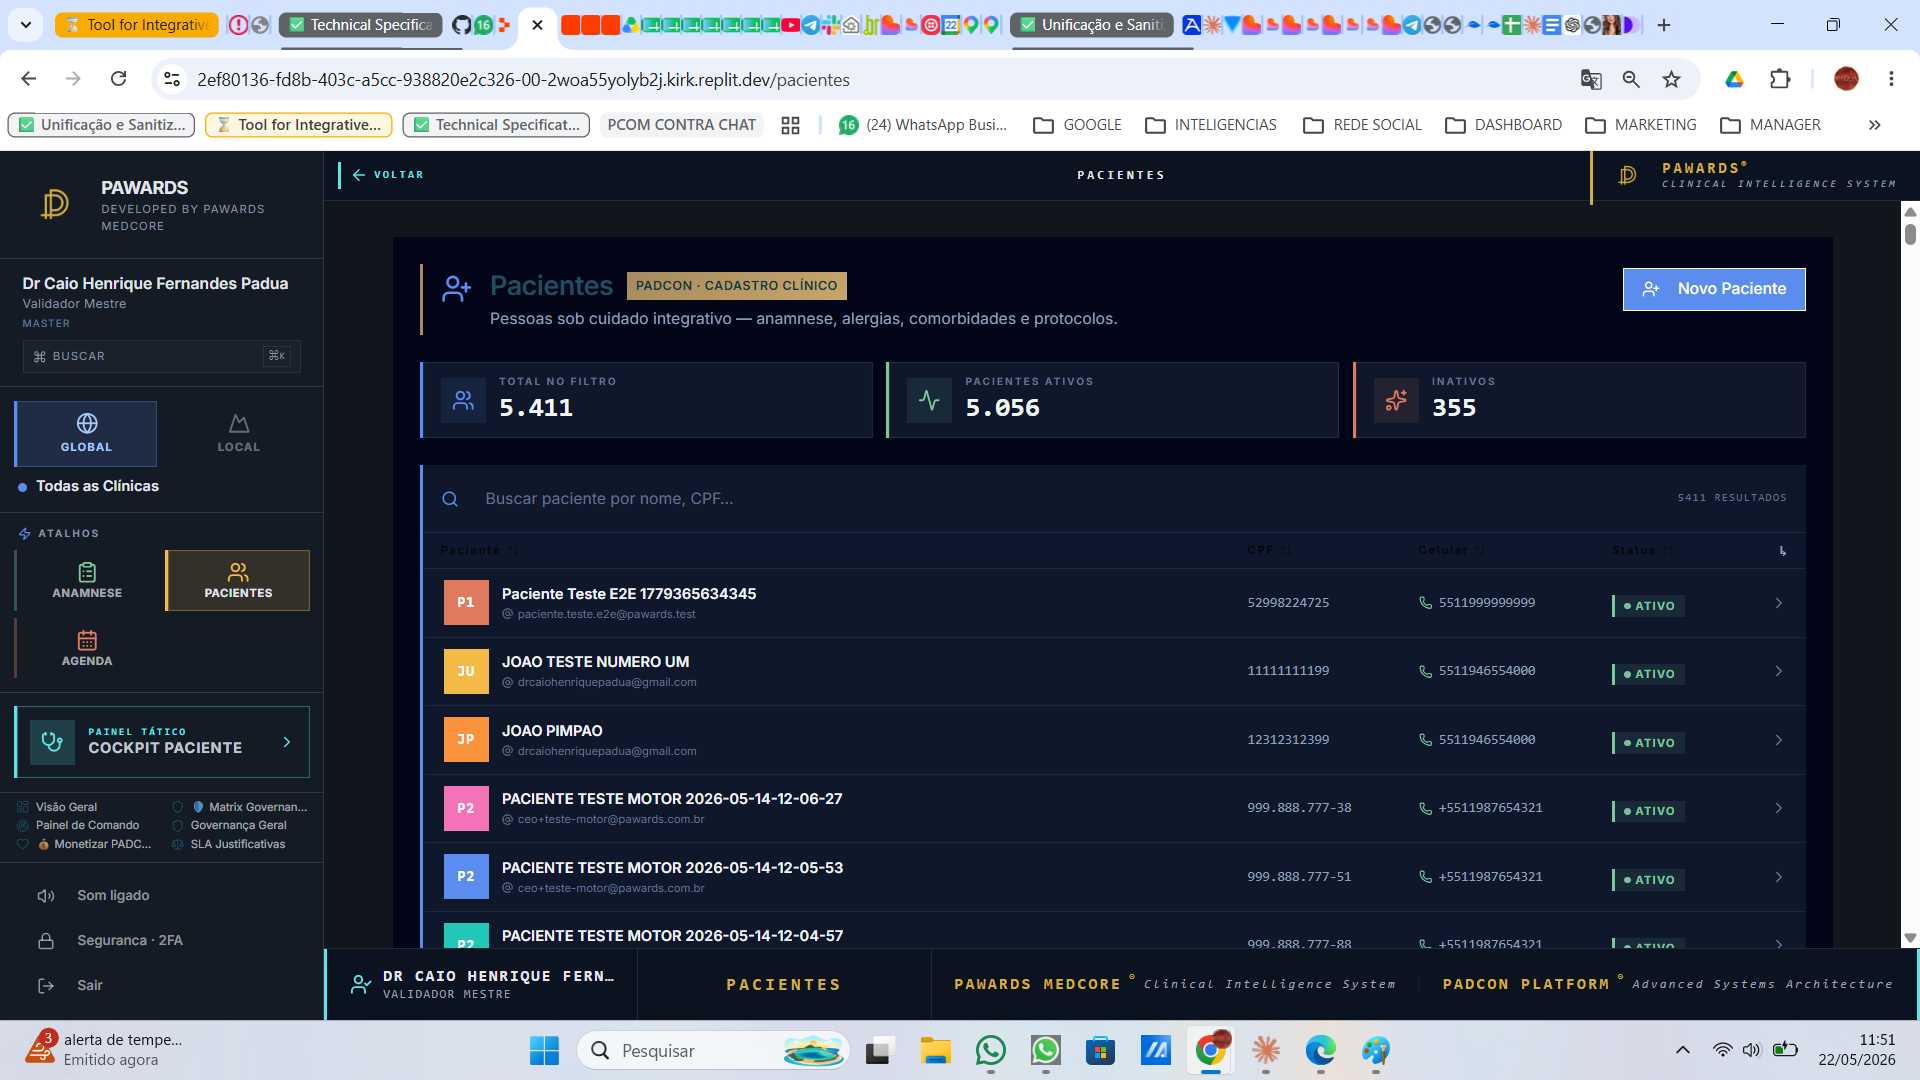 Tool for Integrative
Technical Specifica
16
22
Unificação e Saniti
2ef80136-fd8b-403c-a5cc-938820e2c326-00-2woa55yolyb2j.kirk.replit.dev/pacientes
Unificação e Sanitiz...
Tool for Integrative...
Technical Specificat...
PCOM CONTRA CHAT
16
(24) WhatsApp Busi...
GOOGLE
INTELIGENCIAS
REDE SOCIAL
DASHBOARD
MARKETING
MANAGER
PAWARDS
DEVELOPED BY PAWARDS
MEDCORE
VOLTAR
PACIENTES
PAWARDS®
CLINICAL INTELLIGENCE SYSTEM
Dr Caio Henrique Fernandes Padua
Validador Mestre
MASTER
⌘ BUSCAR
⌘K
GLOBAL
LOCAL
Todas as Clínicas
ATALHOS
ANAMNESE
PACIENTES
AGENDA
PAINEL TÁTICO
COCKPIT PACIENTE
Visão Geral
Matrix Governan...
Painel de Comando
Governança Geral
Monetizar PADC...
SLA Justificativas
Som ligado
Seguranca · 2FA
Sair
Pacientes
PADCON · CADASTRO CLÍNICO
Pessoas sob cuidado integrativo — anamnese, alergias, comorbidades e protocolos.
Novo Paciente
TOTAL NO FILTRO
5.411
PACIENTES ATIVOS
5.056
INATIVOS
355
Buscar paciente por nome, CPF...
5411 RESULTADOS
Paciente ↑↓
CPF ↑↓
Celular ↑↓
Status ↑↓
↳
P1
Paciente Teste E2E 1779365634345
@ paciente.teste.e2e@pawards.test
52998224725
5511999999999
ATIVO
JU
JOAO TESTE NUMERO UM
@ drcaiohenriquepadua@gmail.com
11111111199
5511946554000
ATIVO
JP
JOAO PIMPAO
@ drcaiohenriquepadua@gmail.com
12312312399
5511946554000
ATIVO
P2
PACIENTE TESTE MOTOR 2026-05-14-12-06-27
@ ceo+teste-motor@pawards.com.br
999.888.777-38
+5511987654321
ATIVO
P2
PACIENTE TESTE MOTOR 2026-05-14-12-05-53
@ ceo+teste-motor@pawards.com.br
999.888.777-51
+5511987654321
ATIVO
P2
PACIENTE TESTE MOTOR 2026-05-14-12-04-57
999.888.777-88
+5511987654321
ATIVO
DR CAIO HENRIQUE FERN...
VALIDADOR MESTRE
PACIENTES
PAWARDS MEDCORE® Clinical Intelligence System
PADCON PLATFORM® Advanced Systems Architecture
3
alerta de tempe...
Emitido agora
Pesquisar
11:51
22/05/2026